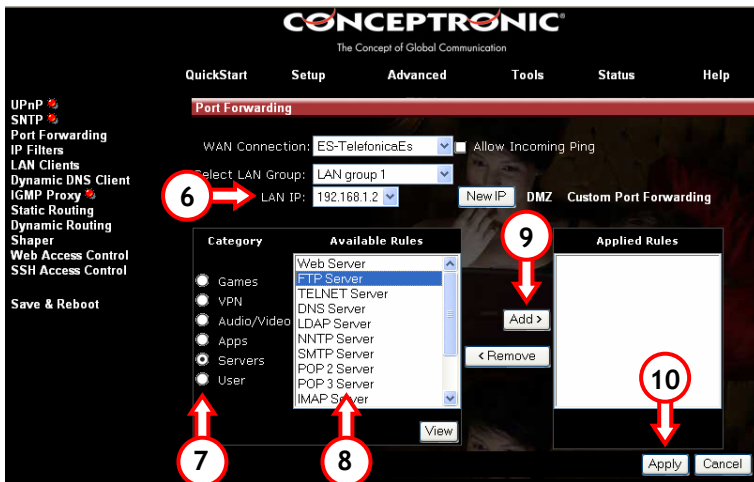 CONCEPTRONIC®
The Concept of Global Communication
QuickStart Setup Advanced Tools Status Help
UPnP
SNTP
Port Forwarding
IP Filters
LAN Clients
Dynamic DNS Client
IGMP Proxy
Static Routing
Dynamic Routing
Shaper
Web Access Control
SSH Access Control
Save & Reboot
Port Forwarding
WAN Connection: ES-TelefonicaEs Allow Incoming Ping
Select LAN Group: LAN group 1
6
LAN IP: 192.168.1.2 New IP DMZ Custom Port Forwarding
Category
Games
VPN
Audio/Video
Apps
Servers
User
7
Available Rules
Web Server
FTP Server
TELNET Server
DNS Server
LDAP Server
NNTP Server
SMTP Server
POP 2 Server
POP 3 Server
IMAP Server
8
View
9
Add >
< Remove
Applied Rules
10
Apply Cancel